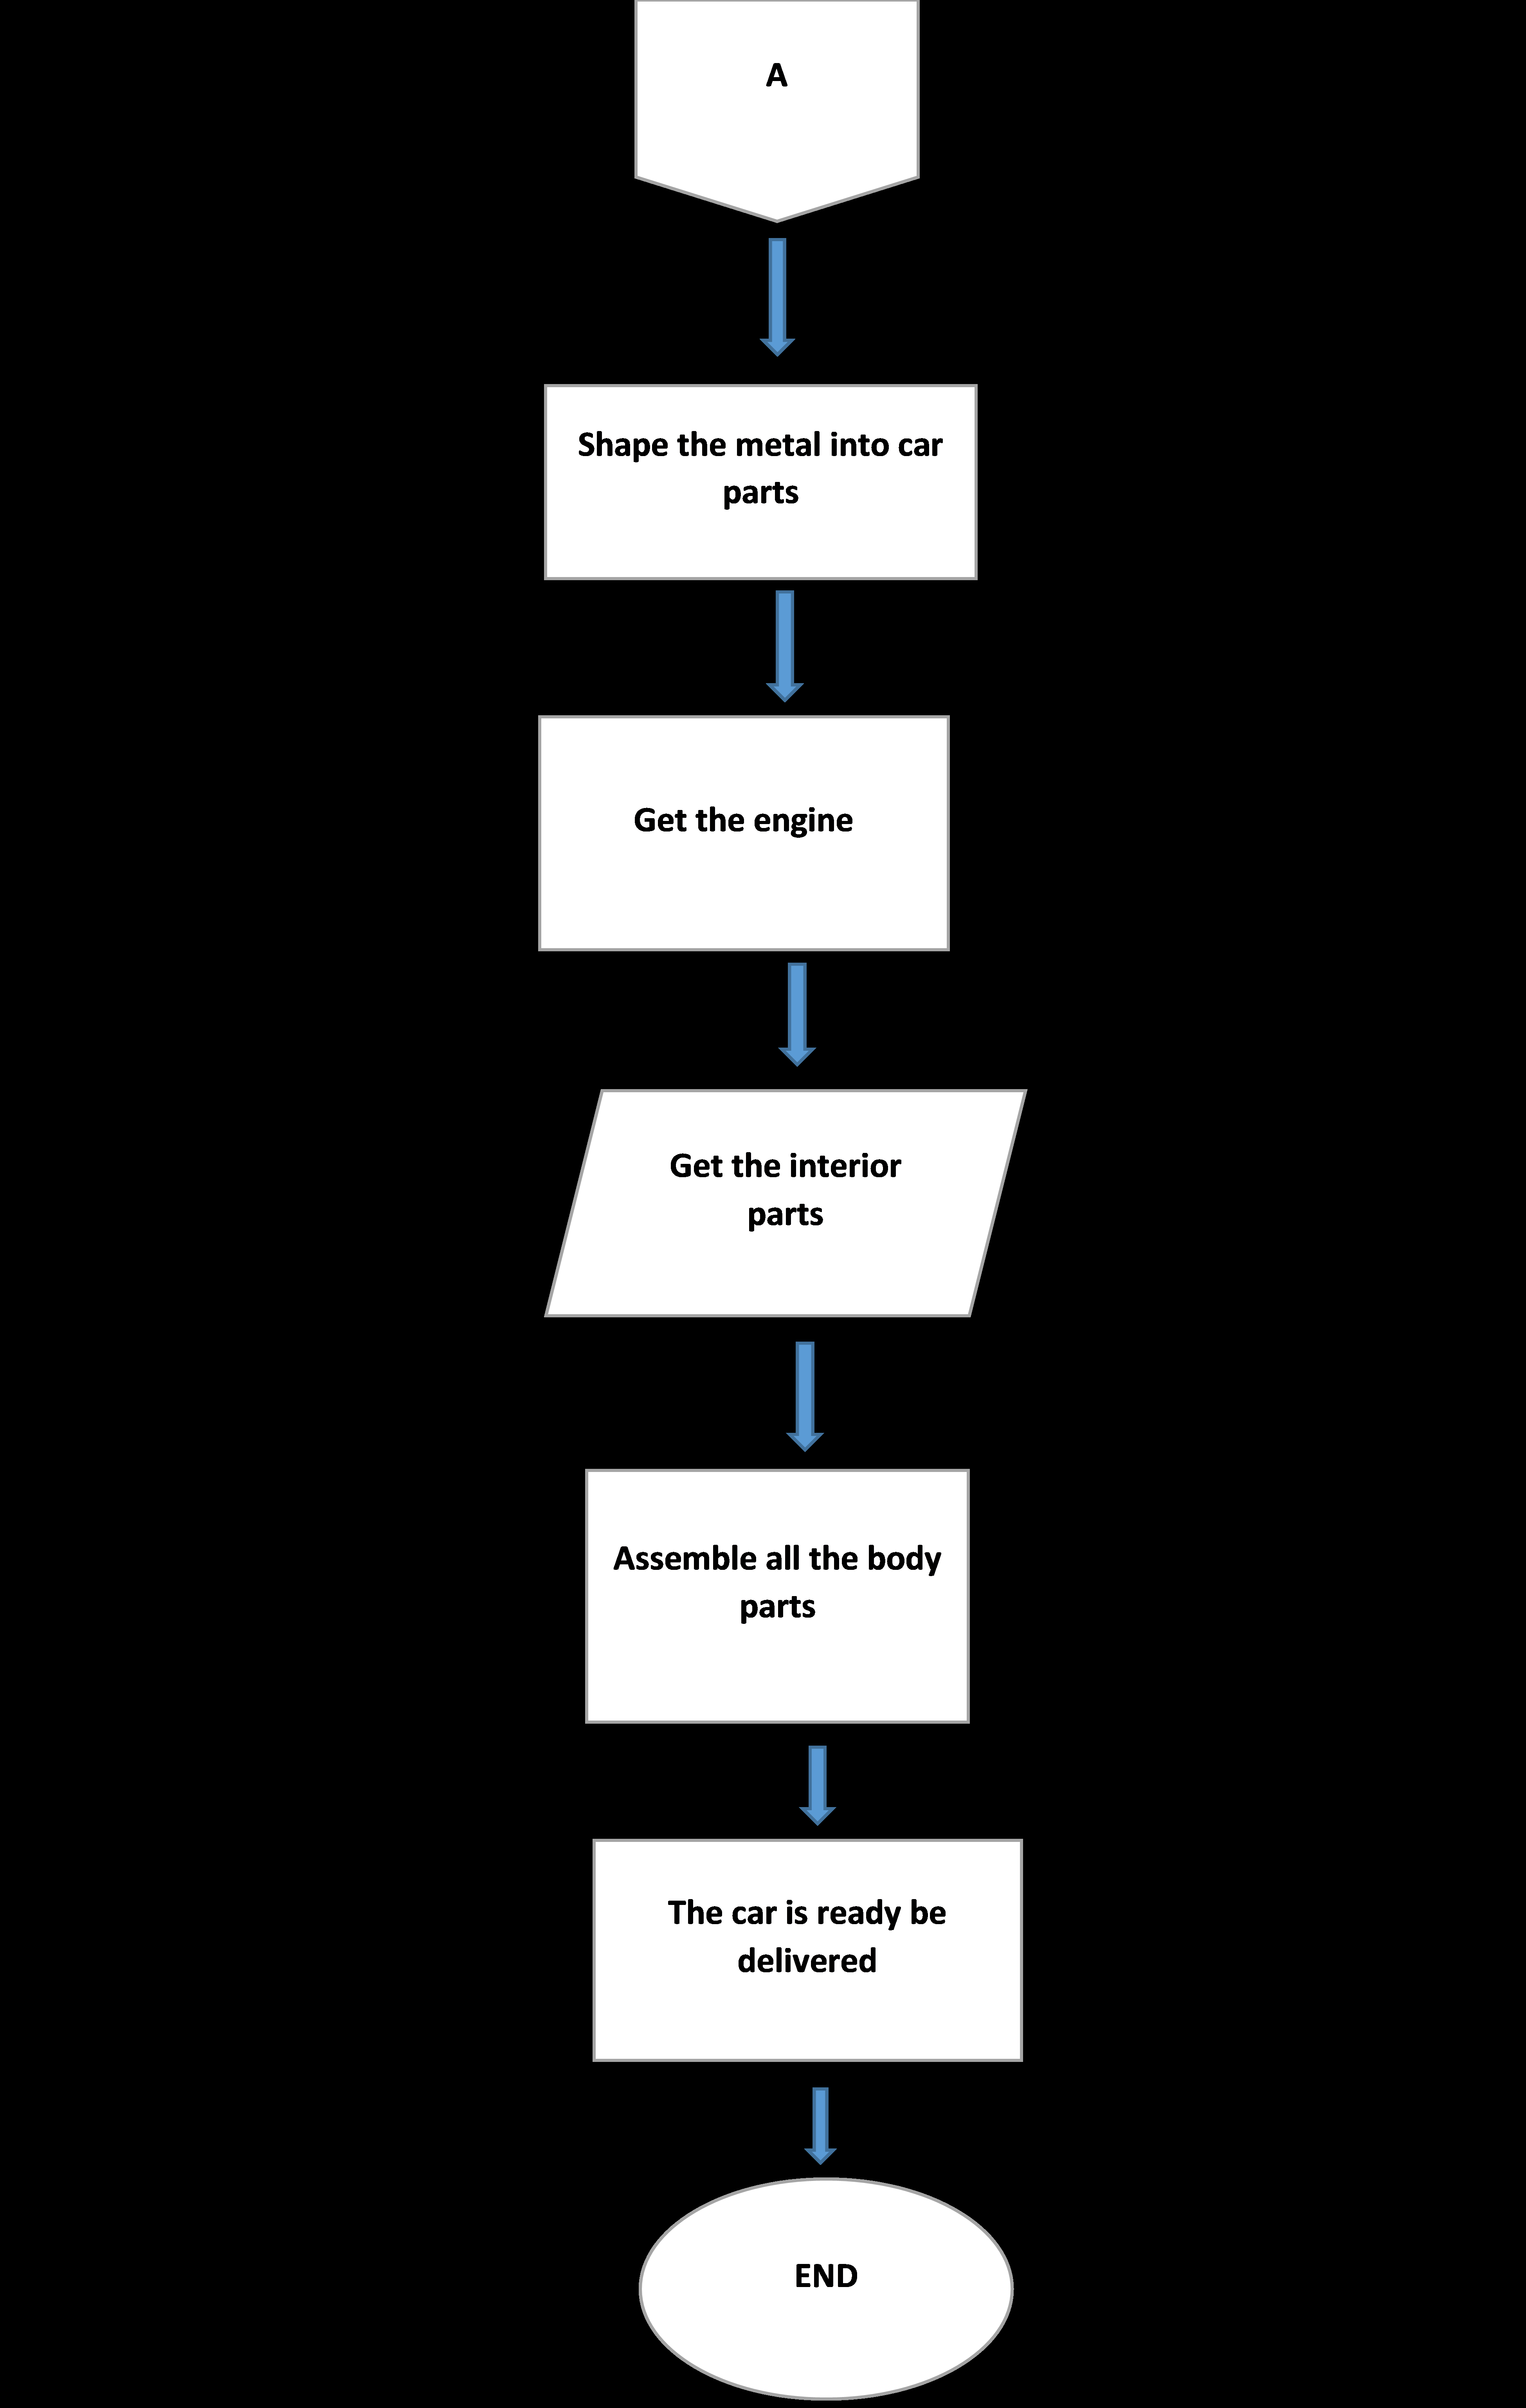 A
Shape the metal into car
parts
Get the engine
Get the interior
parts
Assemble all the body
parts
The car is ready be
delivered
END